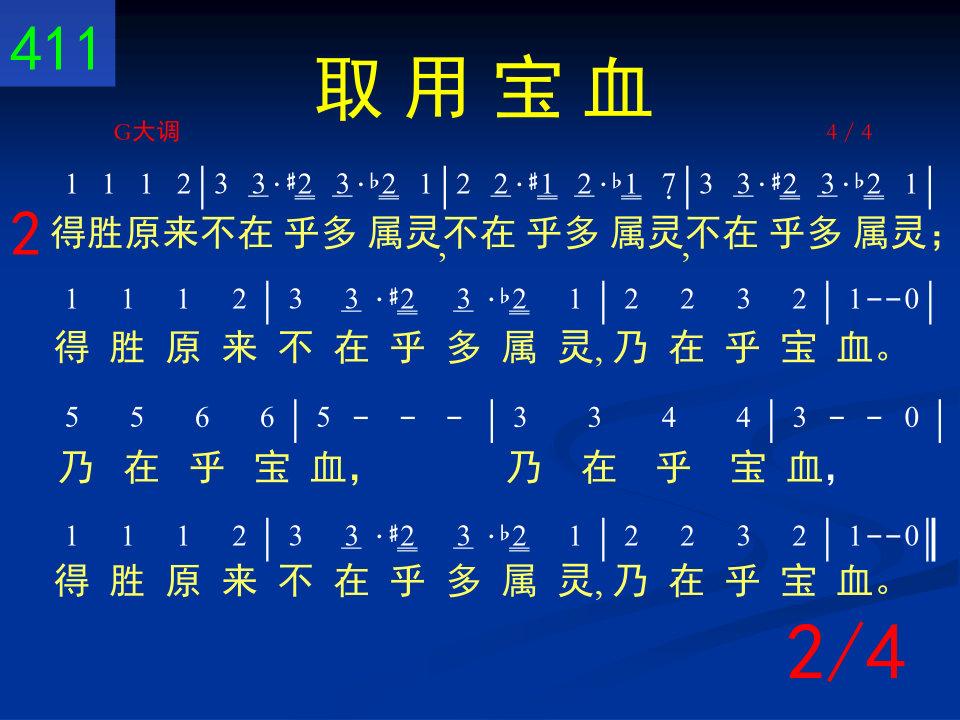 411
取用宝血
G大调 4/4
1 1 1 2|3 3·#2 3·♭2 1|2 2·#1 2·♭1 7̣|3 3·#2 3·♭2 1|
2 得胜原来不在 乎多 属灵,不在 乎多 属灵,不在 乎多 属灵;
1 1 1 2|3 3·#2 3·♭2 1|2 2 3 2|1--0|
得 胜 原 来 不 在 乎 多 属 灵,乃 在 乎 宝 血。
5 5 6 6|5 - - -|3 3 4 4|3 - - 0|
乃 在 乎 宝 血, 乃 在 乎 宝 血,
1 1 1 2|3 3·#2 3·♭2 1|2 2 3 2|1--0‖
得 胜 原 来 不 在 乎 多 属 灵,乃 在 乎 宝 血。
2/4